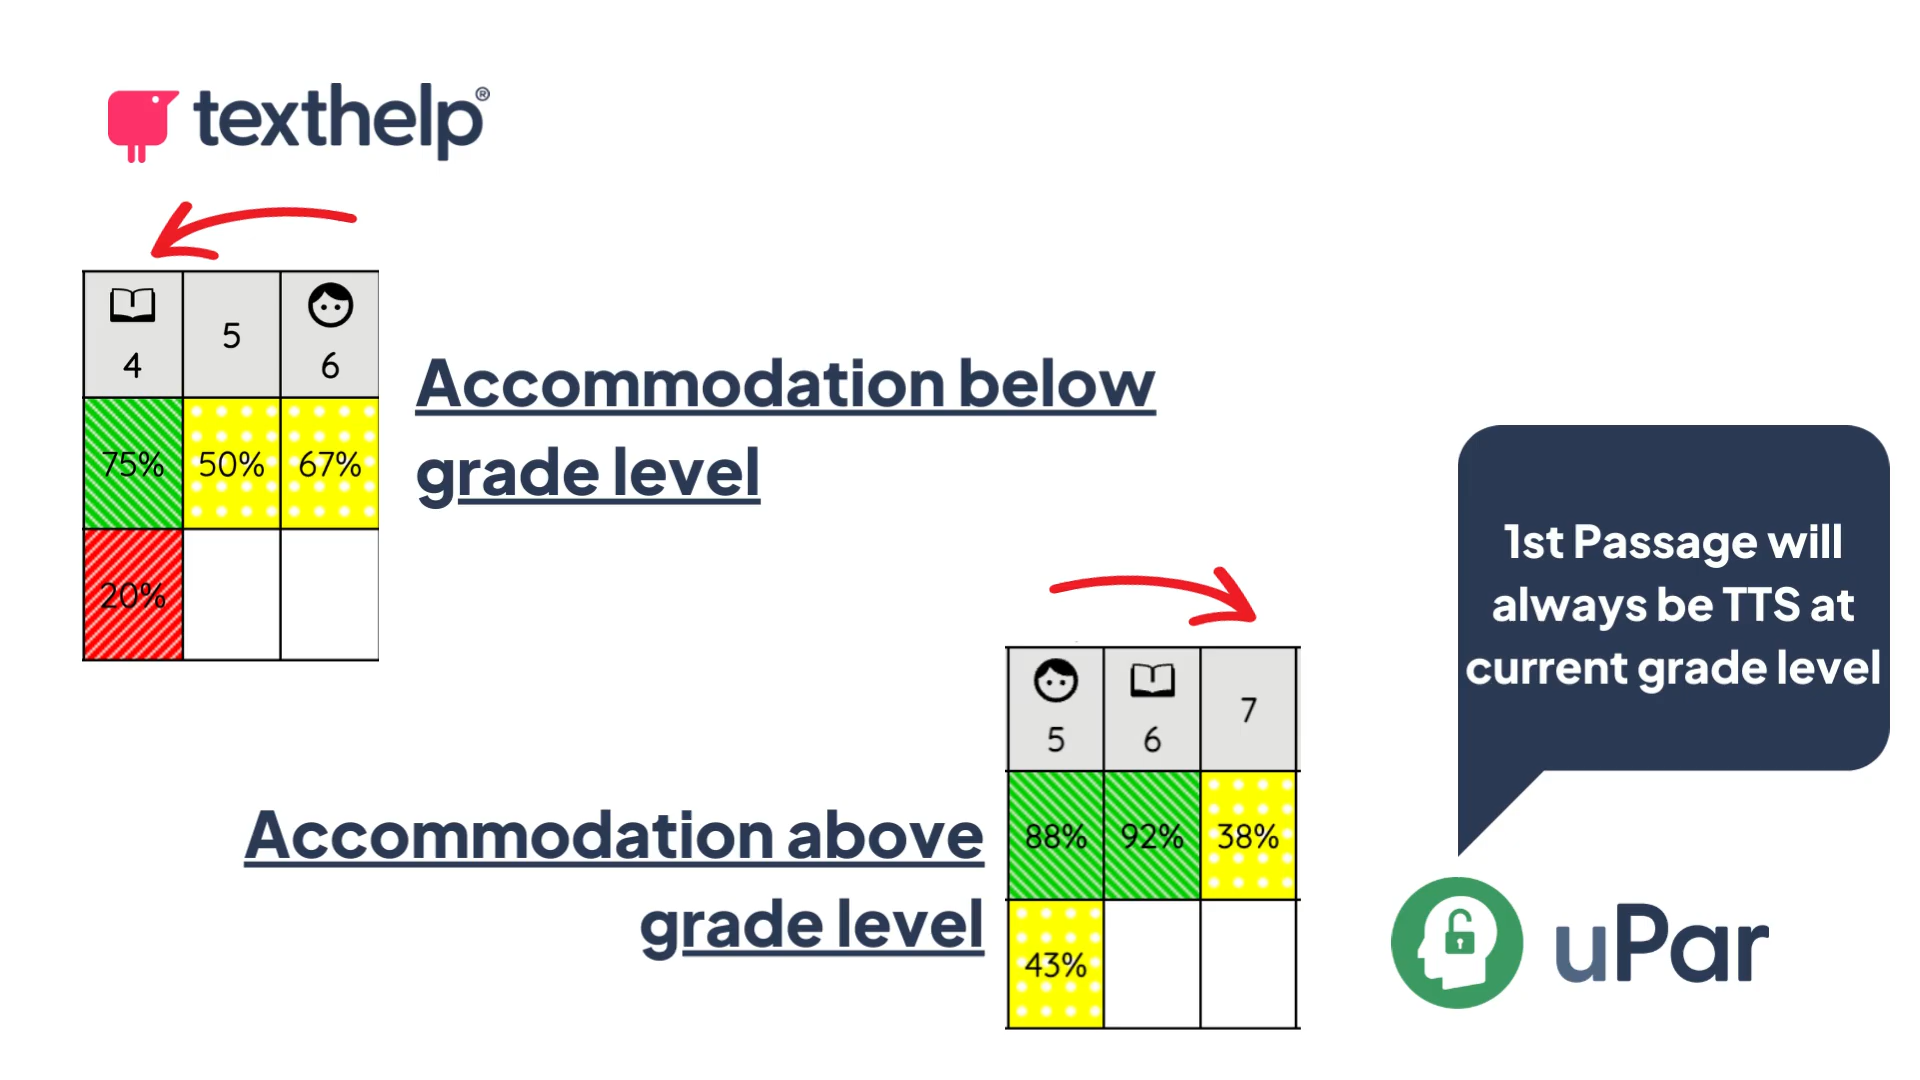 texthelp®
4 5 6
75% 50% 67%
20%
Accommodation below
grade level
1st Passage will
always be TTS at
current grade level
5 6 7
88% 92% 38%
43%
Accommodation above
grade level
uPar